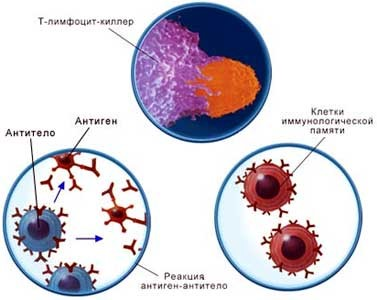 Т-лимфоцит-киллер
Антиген
Антитело
Клетки
иммунологической
памяти
Реакция
антиген-антитело